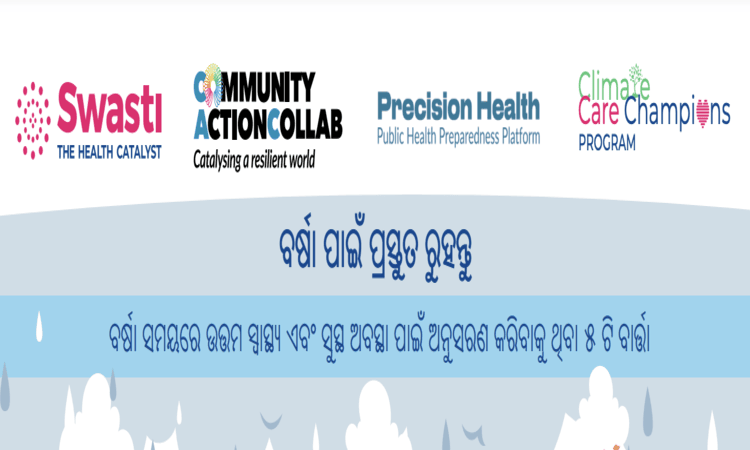 Swasti
THE HEALTH CATALYST
COMMUNITY
ACTIONCOLLAB
Catalysing a resilient world
Precision Health
Public Health Preparedness Platform
Climate
Care Champions
PROGRAM
ବର୍ଷା ପାଇଁ ପ୍ରସ୍ତୁତ ରୁହନ୍ତୁ
ବର୍ଷା ସମୟରେ ଉତ୍ତମ ସ୍ୱାସ୍ଥ୍ୟ ଏବଂ ସୁସ୍ଥ ଅବସ୍ଥା ପାଇଁ ଅନୁସରଣ କରିବାକୁ ଥିବା ୫ ଟି ବାର୍ତ୍ତା